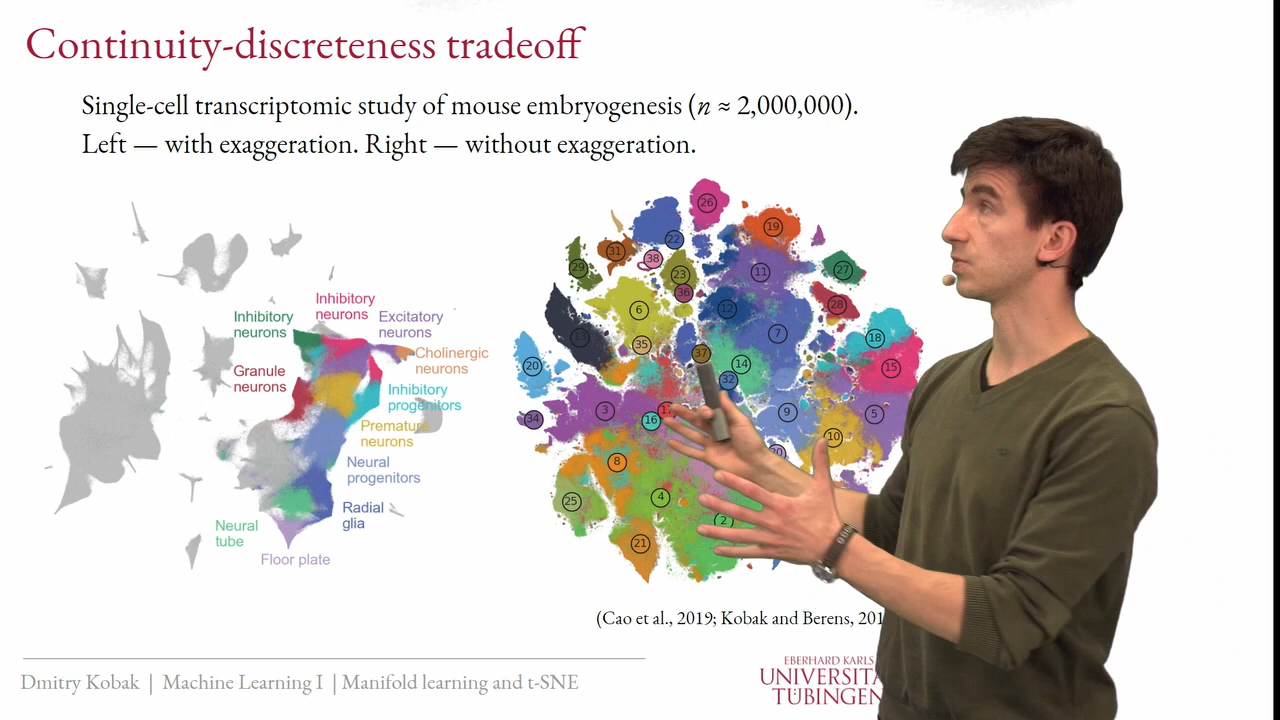 Continuity-discreteness tradeoff
Single-cell transcriptomic study of mouse embryogenesis (n ≈ 2,000,000).
Left — with exaggeration. Right — without exaggeration.
Inhibitory
neurons
Inhibitory
neurons
Excitatory
neurons
Cholinergic
neurons
Granule
neurons
Inhibitory
progenitors
Premature
neurons
Neural
progenitors
Radial
glia
Neural
tube
Floor plate
26
19
22
31
38
29
23
11
27
36
28
6
12
7
13
35
18
37
14
20
15
32
3
9
5
34
16
10
8
4
25
2
21
(Cao et al., 2019; Kobak and Berens, 201
Dmitry Kobak | Machine Learning I | Manifold learning and t-SNE
EBERHARD KARLS
UNIVERSITÄ
TÜBINGEN